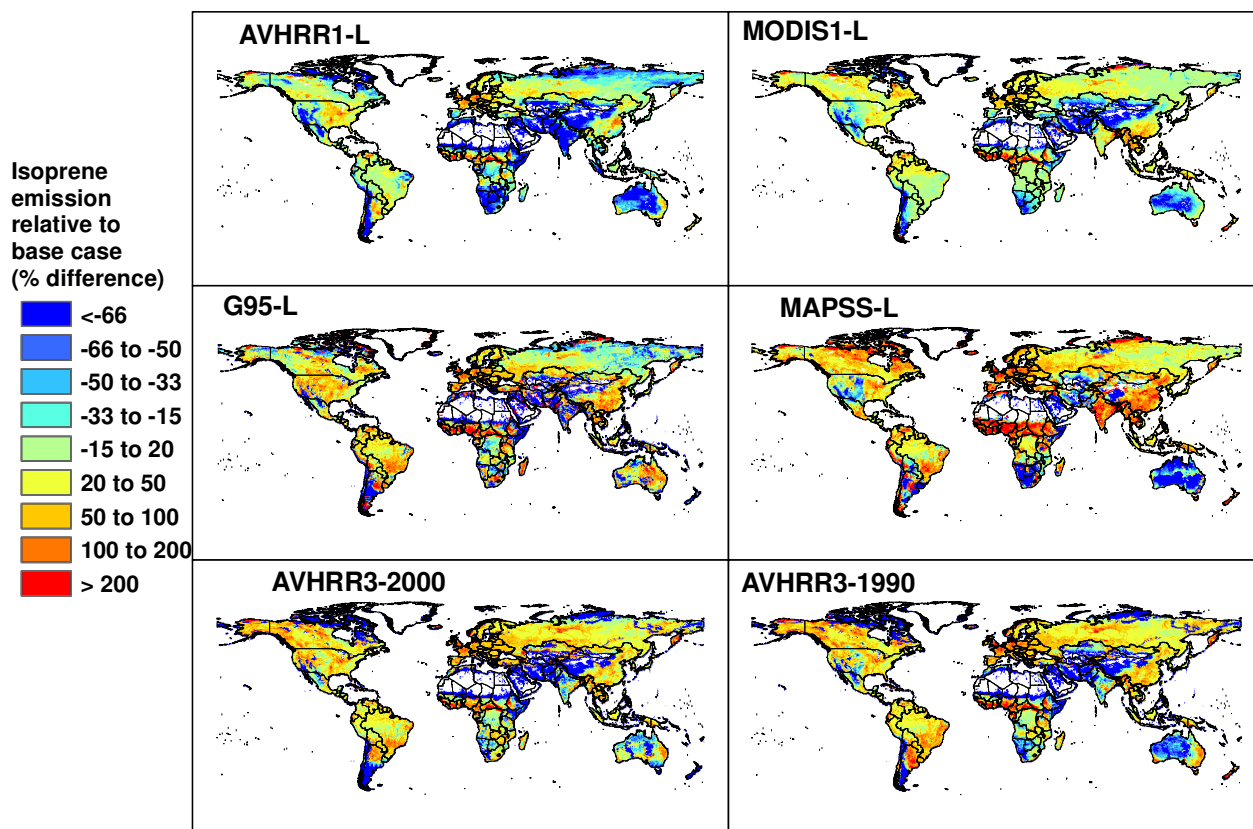 AVHRR1-L
MODIS1-L
Isoprene
emission
relative to
base case
(% difference)
<-66
-66 to -50
-50 to -33
-33 to -15
-15 to 20
20 to 50
50 to 100
100 to 200
> 200
G95-L
MAPSS-L
AVHRR3-2000
AVHRR3-1990